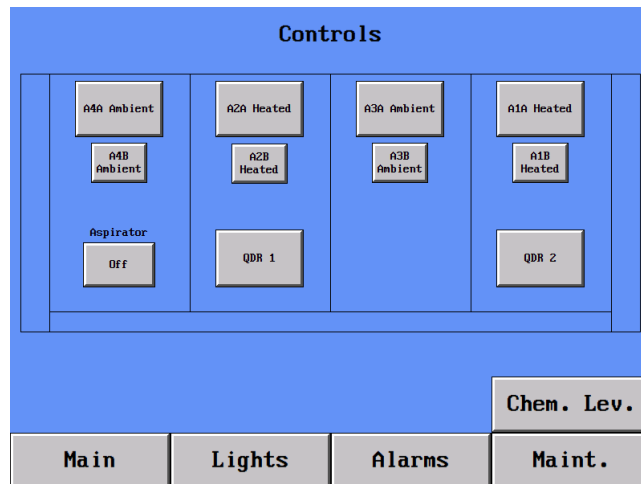 Controls
A4A Ambient
A2A Heated
A3A Ambient
A1A Heated
A4B
Ambient
A2B
Heated
A3B
Ambient
A1B
Heated
Aspirator
Off
QDR 1
QDR 2
Chem. Lev.
Main
Lights
Alarms
Maint.